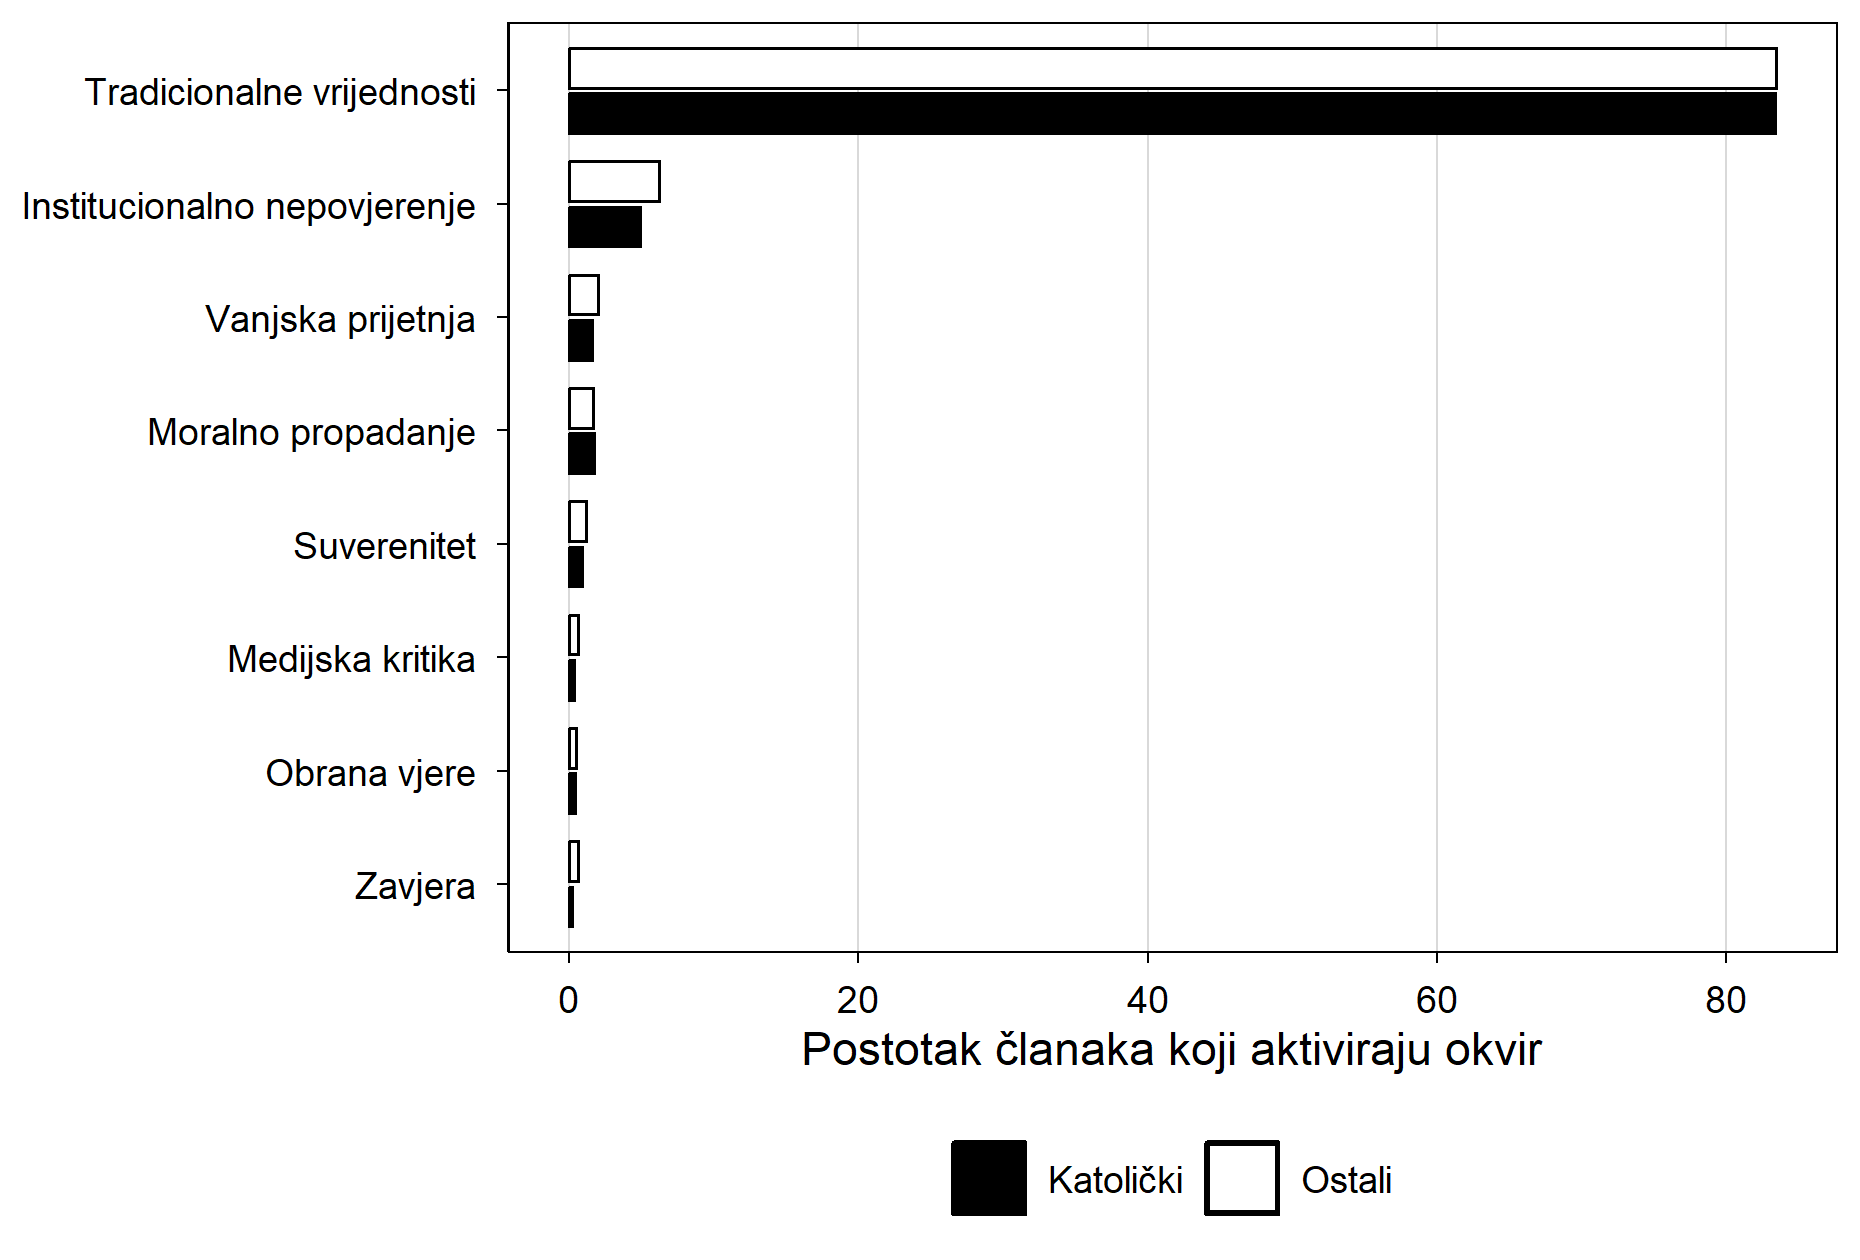 Tradicionalne vrijednosti
Institucionalno nepovjerenje
Vanjska prijetnja
Moralno propadanje
Suverenitet
Medijska kritika
Obrana vjere
Zavjera
0 20 40 60 80
Postotak članaka koji aktiviraju okvir
Katolički Ostali